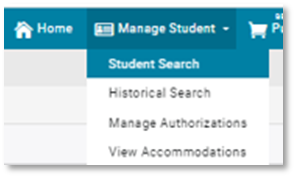 Home Manage Student
Student Search
Historical Search
Manage Authorizations
View Accommodations